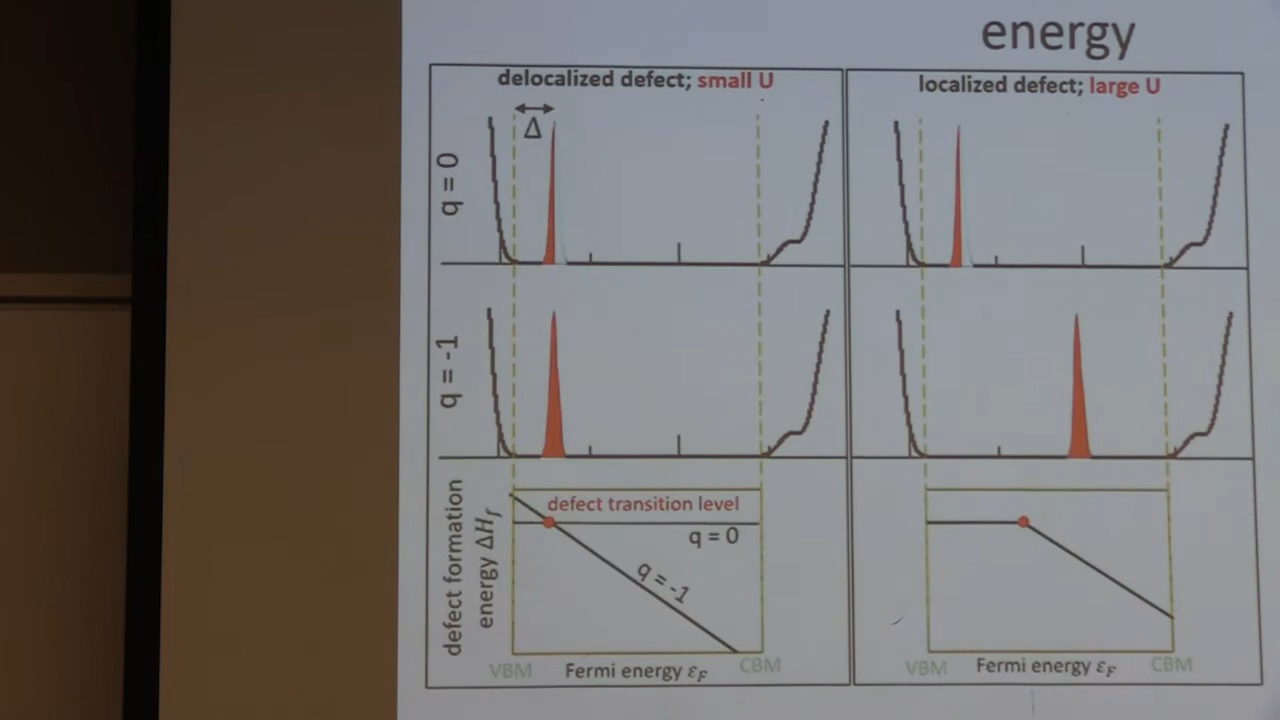 energy
delocalized defect; small U
localized defect; large U
Δ
q = 0
q = -1
defect formation
energy ΔH_f
defect transition level
q = 0
q = -1
VBM
Fermi energy ε_F
CBM
VBM
Fermi energy ε_F
CBM